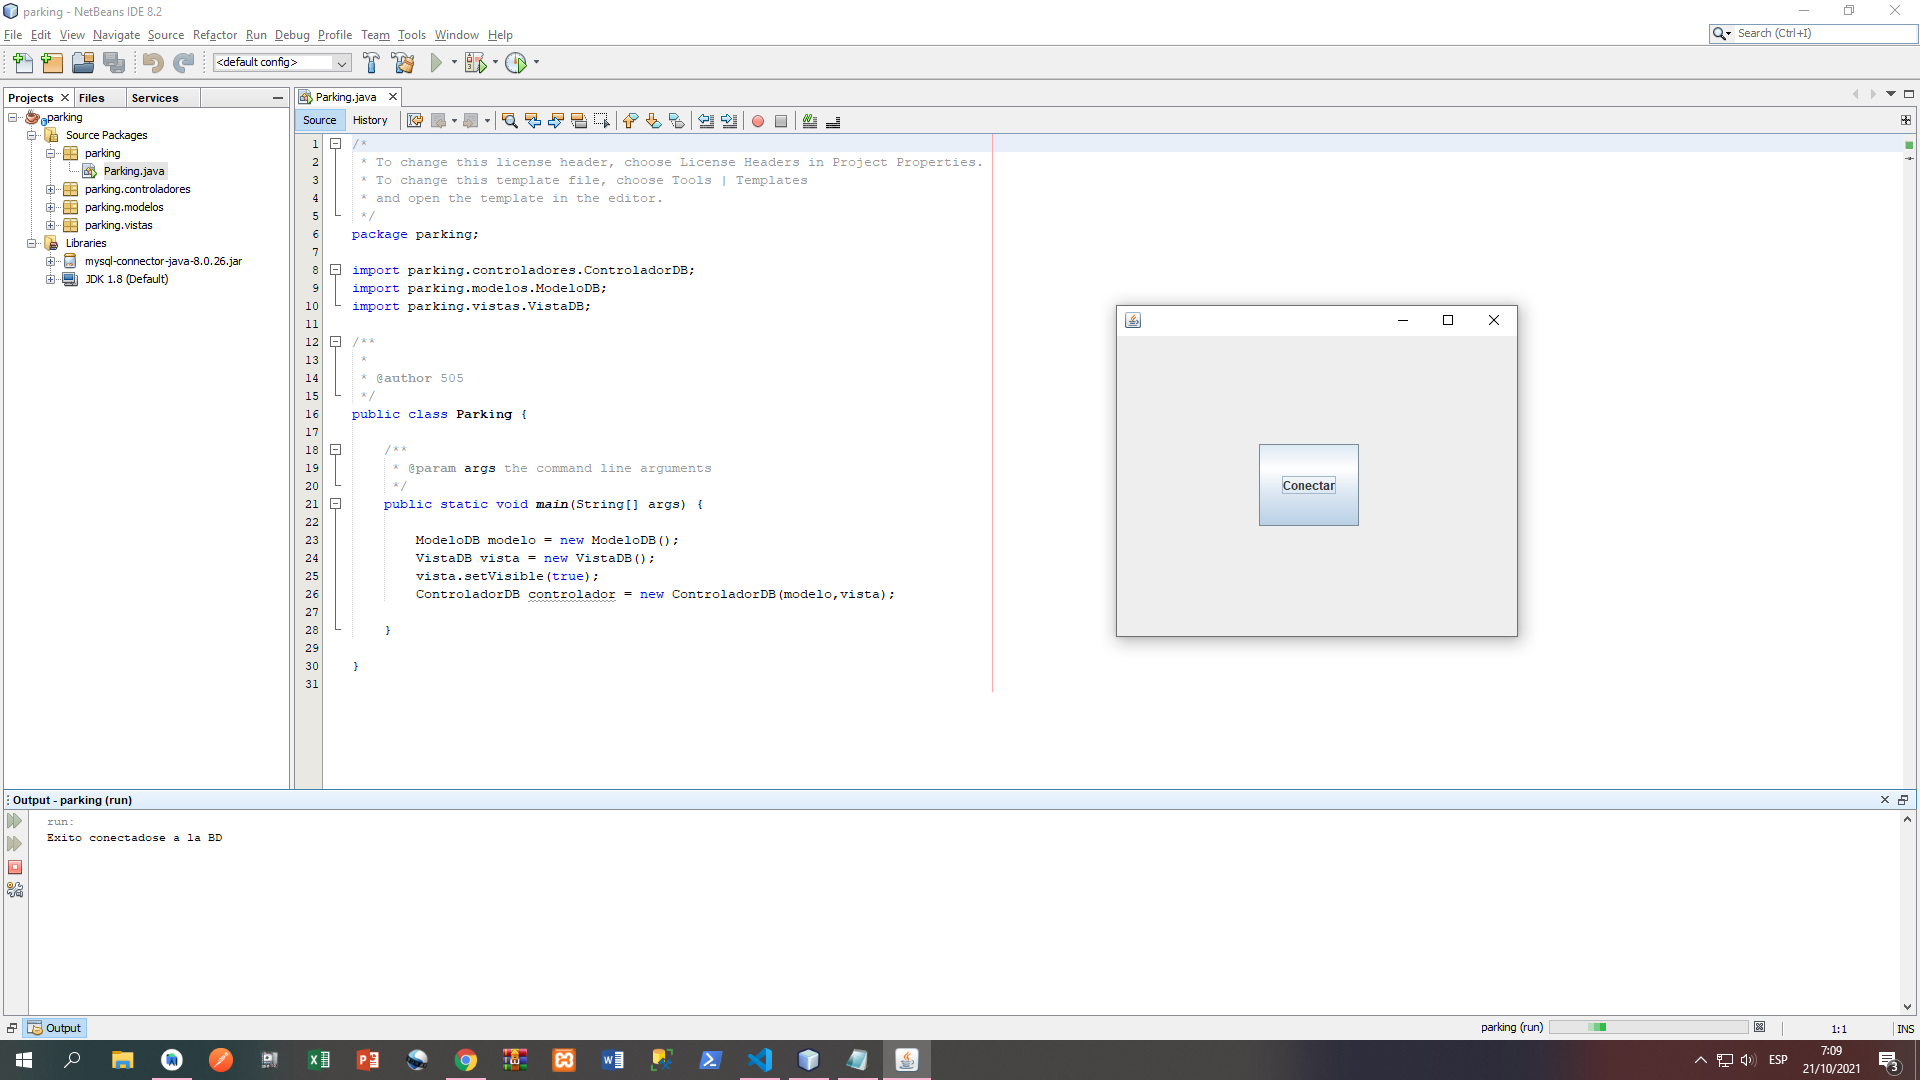 parking - NetBeans IDE 8.2
File Edit View Navigate Source Refactor Run Debug Profile Team Tools Window Help
Search (Ctrl+I)
<default config>
Projects Files Services
parking
Source Packages
parking
Parking.java
parking.controladores
parking.modelos
parking.vistas
Libraries
mysql-connector-java-8.0.26.jar
JDK 1.8 (Default)
Parking.java
Source History
1 /*
2 * To change this license header, choose License Headers in Project Properties.
3 * To change this template file, choose Tools | Templates
4 * and open the template in the editor.
5 */
6 package parking;
7
8 import parking.controladores.ControladorDB;
9 import parking.modelos.ModeloDB;
10 import parking.vistas.VistaDB;
11
12 /**
13 *
14 * @author 505
15 */
16 public class Parking {
17
18 /**
19 * @param args the command line arguments
20 */
21 public static void main(String[] args) {
22
23 ModeloDB modelo = new ModeloDB();
24 VistaDB vista = new VistaDB();
25 vista.setVisible(true);
26 ControladorDB controlador = new ControladorDB(modelo,vista);
27
28 }
29
30 }
31
Conectar
Output - parking (run)
run:
Exito conectadose a la BD
Output
parking (run)
1:1
INS
ESP
7:09
21/10/2021
3